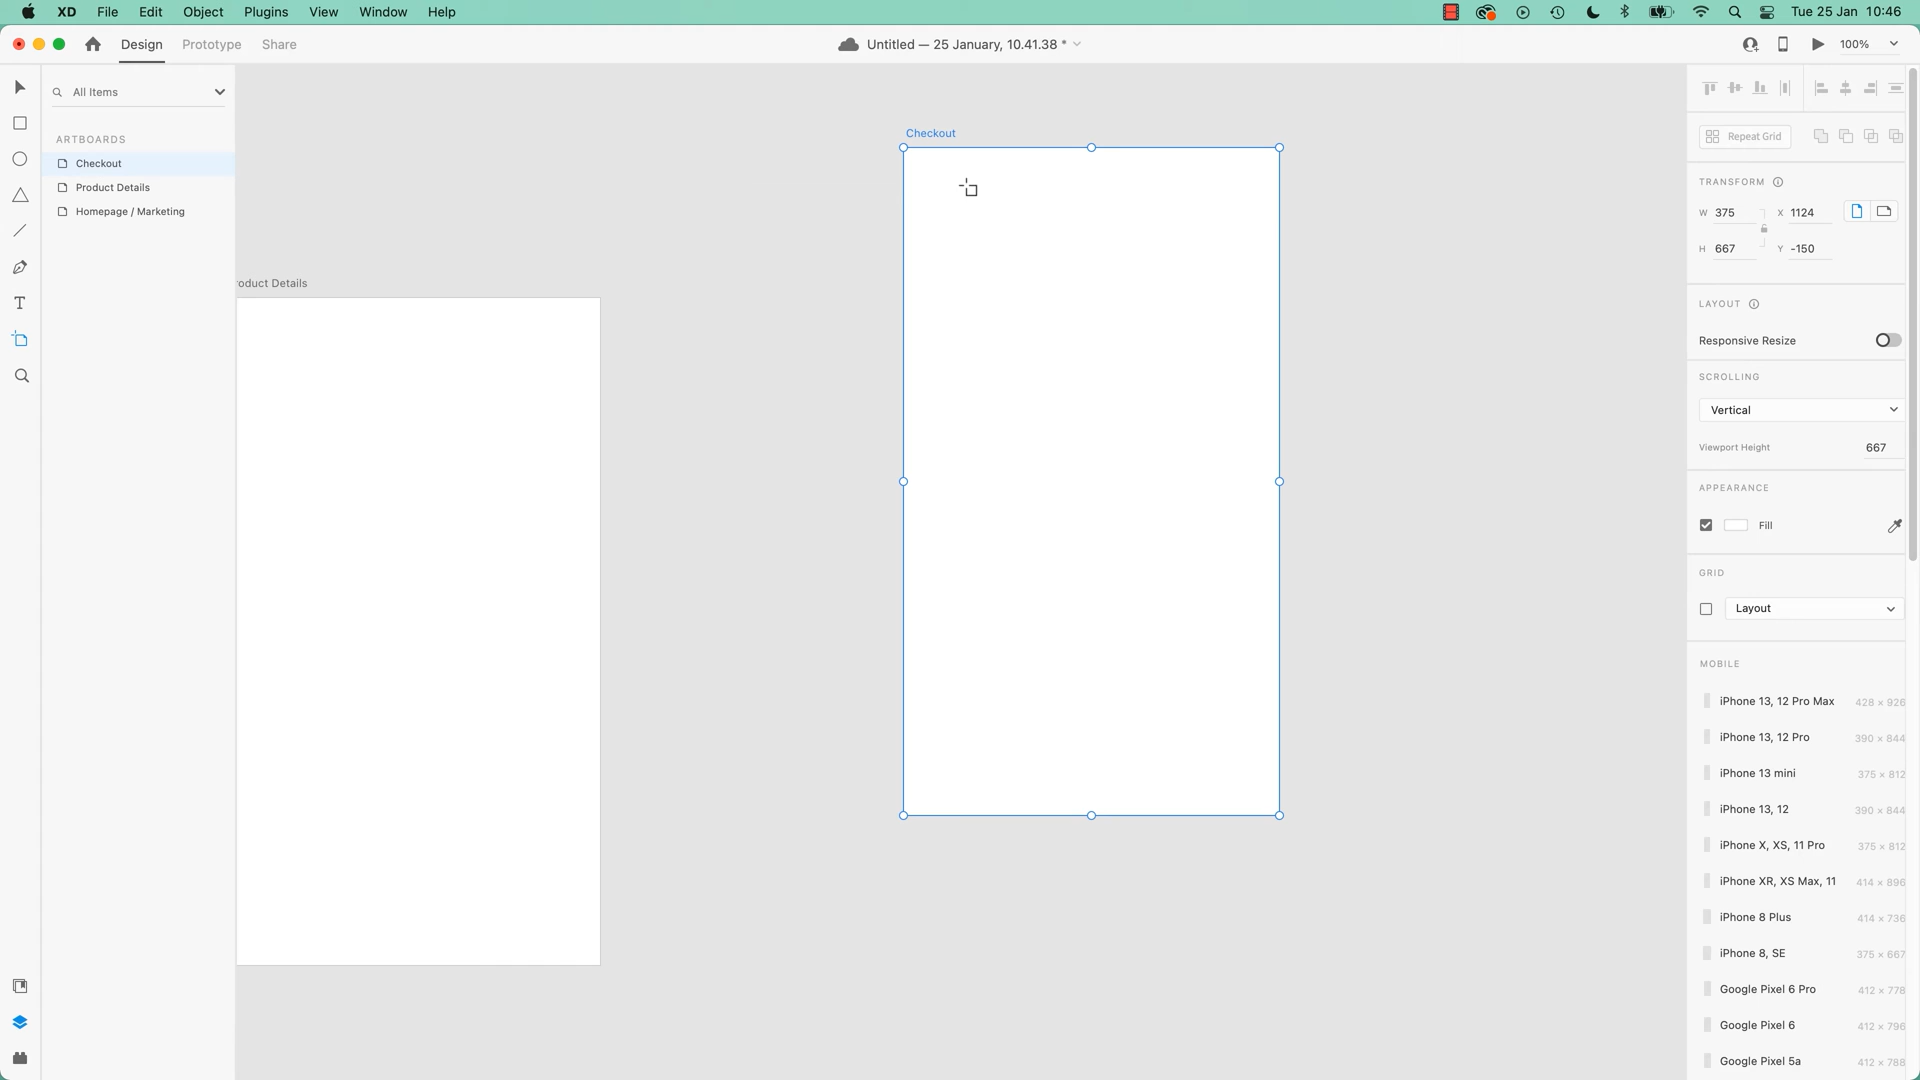 XD File Edit Object Plugins View Window Help
Tue 25 Jan 10:46
Design Prototype Share
Untitled — 25 January, 10.41.38 *
100%
All Items
ARTBOARDS
Checkout
Product Details
Homepage / Marketing
Checkout
roduct Details
Repeat Grid
TRANSFORM
W 375 X 1124
H 667 Y -150
LAYOUT
Responsive Resize
SCROLLING
Vertical
Viewport Height 667
APPEARANCE
Fill
GRID
Layout
MOBILE
iPhone 13, 12 Pro Max 428 × 926
iPhone 13, 12 Pro 390 × 844
iPhone 13 mini 375 × 812
iPhone 13, 12 390 × 844
iPhone X, XS, 11 Pro 375 × 812
iPhone XR, XS Max, 11 414 × 896
iPhone 8 Plus 414 × 736
iPhone 8, SE 375 × 667
Google Pixel 6 Pro 412 × 778
Google Pixel 6 412 × 796
Google Pixel 5a 412 × 788
T